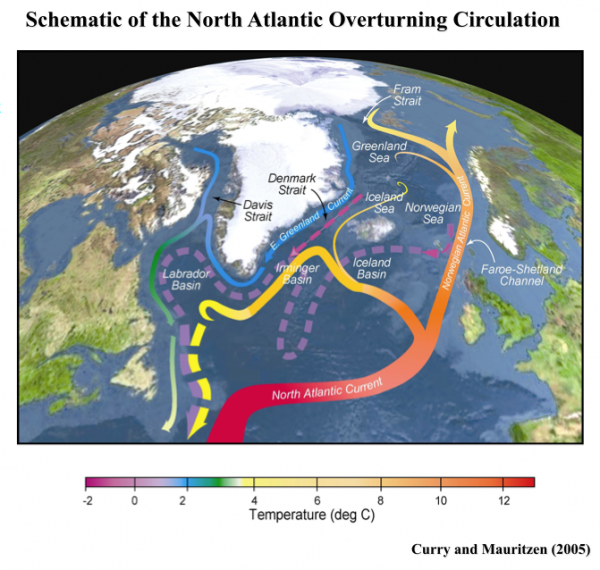 Schematic of the North Atlantic Overturning Circulation
Fram
Strait
Greenland
Sea
Denmark
Strait
Davis
Strait
E. Greenland Current
Iceland
Sea
Norwegian
Sea
Norwegian Atlantic Current
Labrador
Basin
Irminger
Basin
Iceland
Basin
Faroe-Shetland
Channel
North Atlantic Current
-2 0 2 4 6 8 10 12
Temperature (deg C)
Curry and Mauritzen (2005)